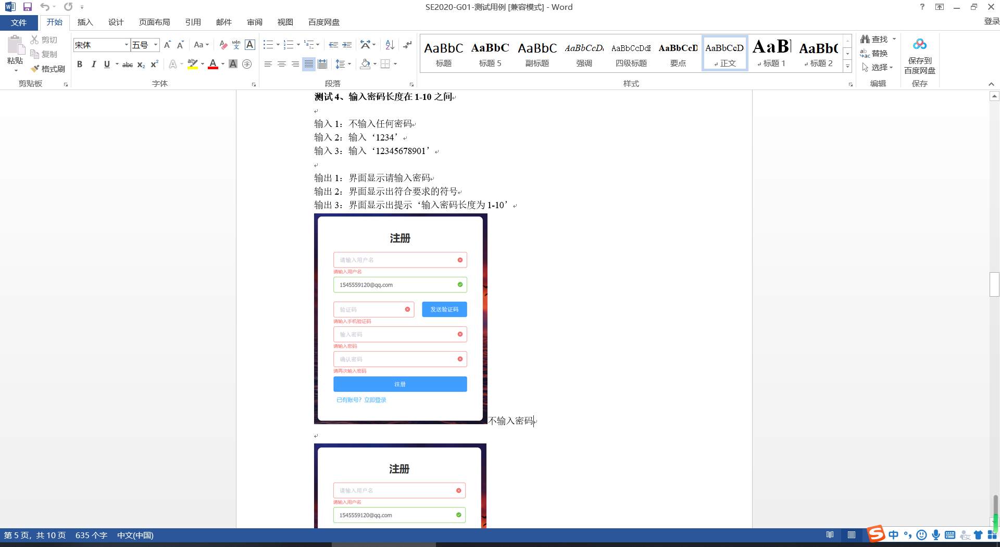 SE2020-G01-测试用例 [兼容模式] - Word
文件 开始 插入 设计 页面布局 引用 邮件 审阅 视图 百度网盘 登录
粘贴
剪切
复制
格式刷
剪贴板
宋体 五号
字体
段落
AaBbC AaBbC AaBbC AaBbCcD AaBbCcDdI AaBbCcD AaBbCcD AaBl AaBb(
标题 标题 5 副标题 强调 四级标题 要点 正文 标题 1 标题 2
样式
查找
替换
选择
编辑
保存到
百度网盘
保存
测试 4、输入密码长度在 1-10 之间
输入 1：不输入任何密码
输入 2：输入‘1234’
输入 3：输入‘12345678901’
输出 1：界面显示请输入密码
输出 2：界面显示出符合要求的符号
输出 3：界面显示出提示‘输入密码长度为 1-10’
注册
请输入用户名
请输入用户名
1545559120@qq.com
验证码 发送验证码
请输入手机验证码
输入密码
请输入密码
确认密码
请再次输入密码
注册
已有账号？立即登录
不输入密码
注册
请输入用户名
请输入用户名
1545559120@qq.com
第 5 页，共 10 页 635 个字 中文(中国)
中